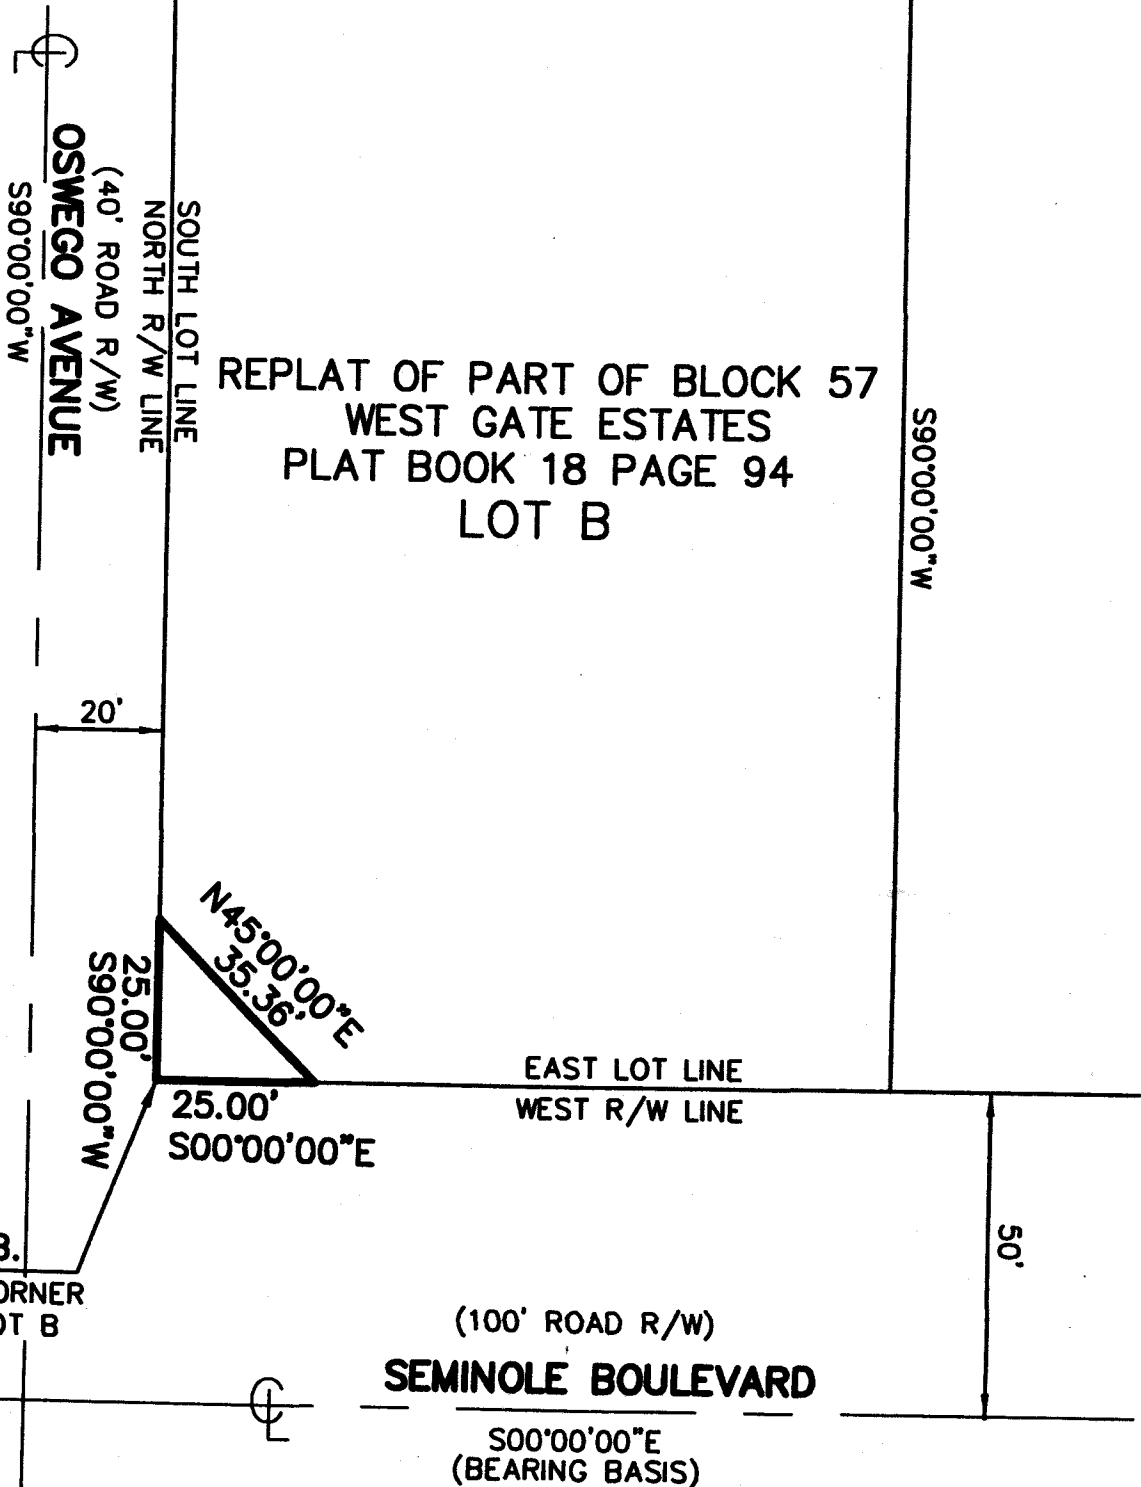 OSWEGO AVENUE
(40' ROAD R/W)
S90°00'00"W
SOUTH LOT LINE
NORTH R/W LINE
REPLAT OF PART OF BLOCK 57
WEST GATE ESTATES
PLAT BOOK 18 PAGE 94
LOT B
S90°00'00"W
20'
N45°00'00"E
35.36'
25.00'
S90°00'00"W
25.00'
S00°00'00"E
EAST LOT LINE
WEST R/W LINE
50'
B.
ORNER
OT B
(100' ROAD R/W)
SEMINOLE BOULEVARD
S00°00'00"E
(BEARING BASIS)